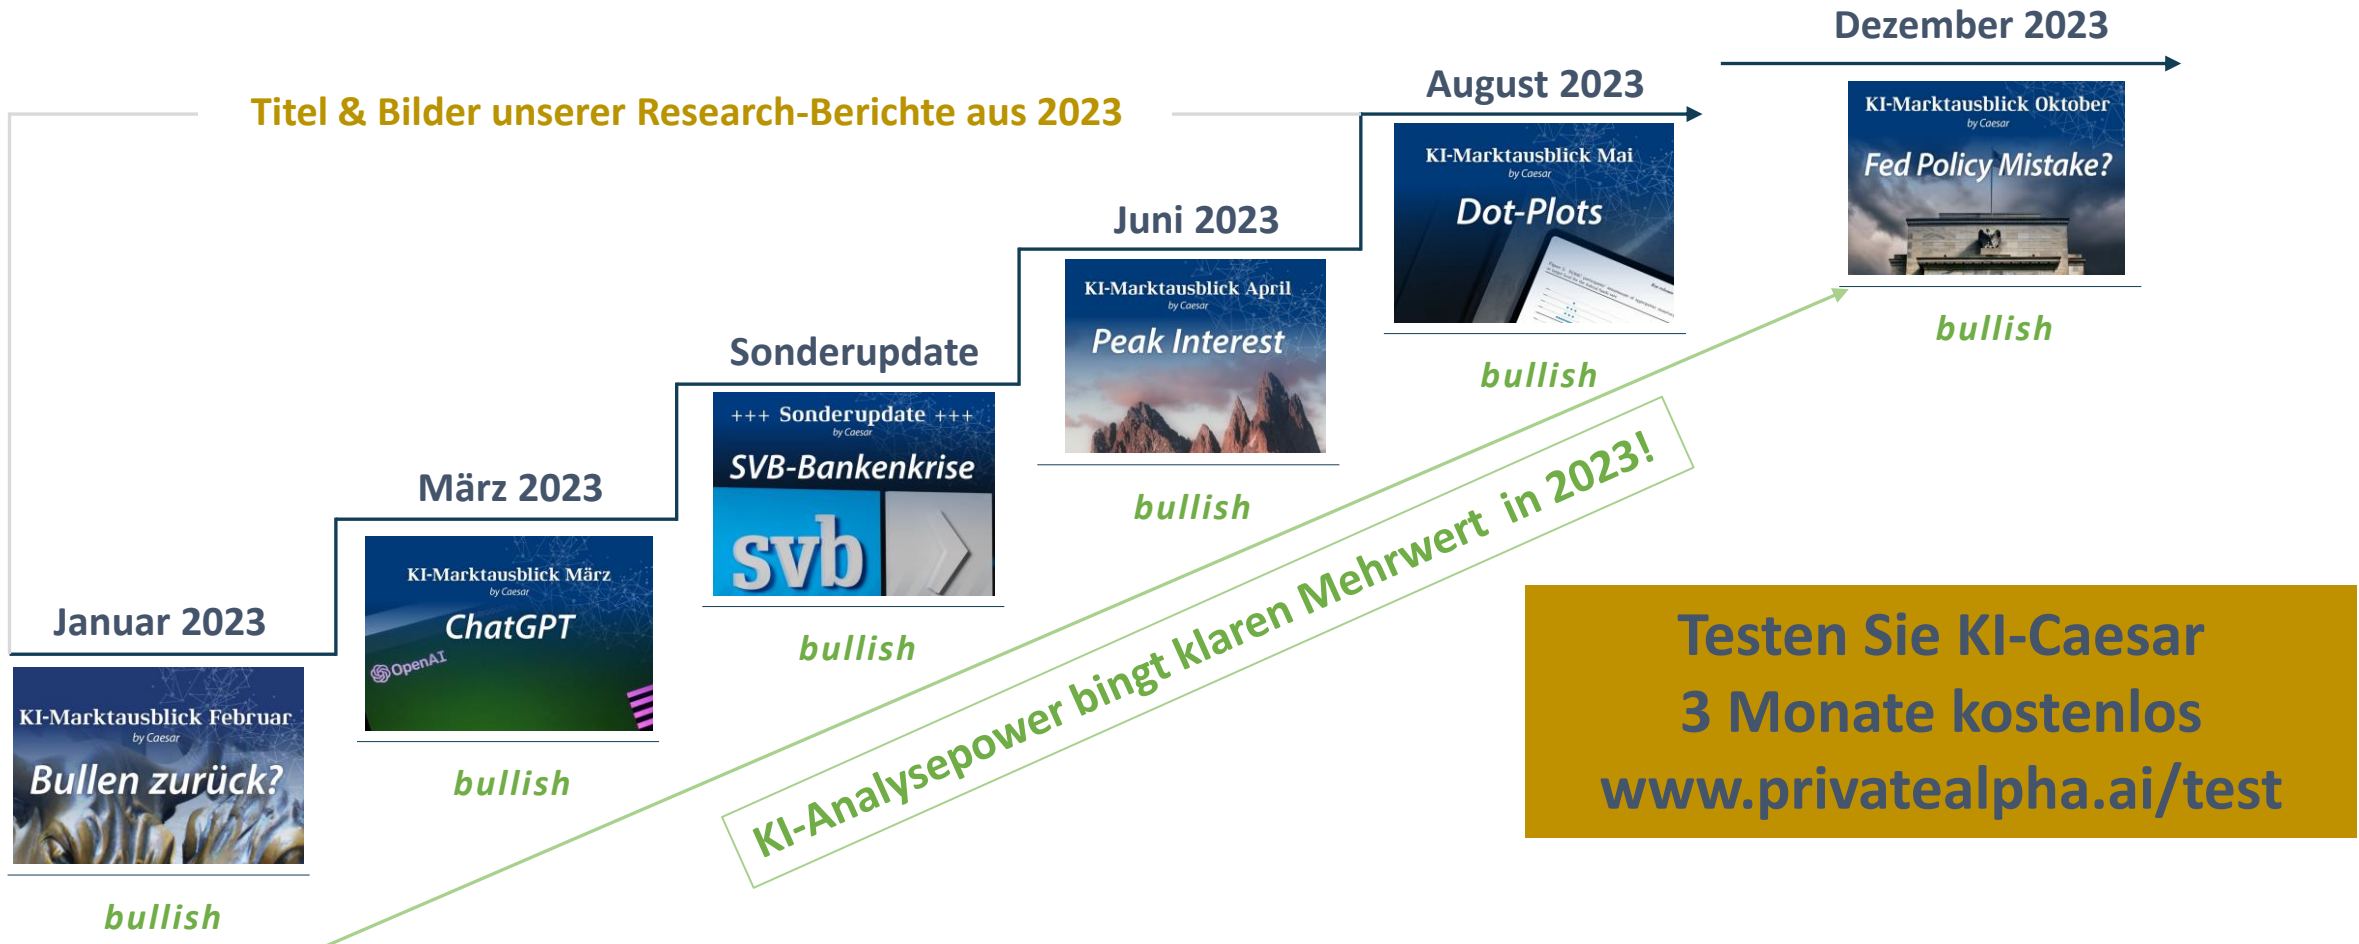 Titel & Bilder unserer Research-Berichte aus 2023
Januar 2023
KI-Marktausblick Februar
by Caesar
Bullen zurück?
bullish
März 2023
KI-Marktausblick März
by Caesar
ChatGPT
OpenAI
bullish
Sonderupdate
+++ Sonderupdate +++
by Caesar
SVB-Bankenkrise
svb
bullish
Juni 2023
KI-Marktausblick April
by Caesar
Peak Interest
bullish
August 2023
KI-Marktausblick Mai
by Caesar
Dot-Plots
bullish
Dezember 2023
KI-Marktausblick Oktober
by Caesar
Fed Policy Mistake?
bullish
KI-Analysepower bingt klaren Mehrwert in 2023!
Testen Sie KI-Caesar
3 Monate kostenlos
www.privatealpha.ai/test